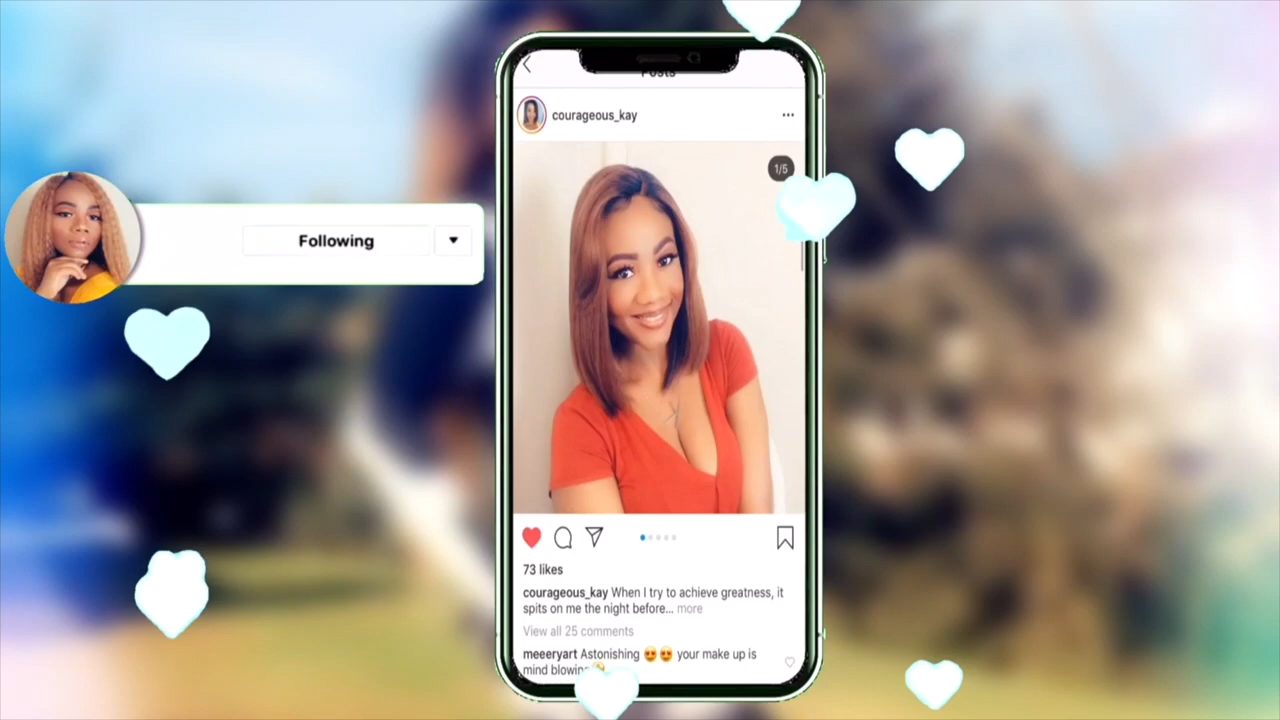 Posts
courageous_kay
1/5
Following
73 likes
courageous_kay When I try to achieve greatness, it
spits on me the night before... more
View all 25 comments
meeeryart Astonishing 😍😍 your make up is
mind blowing